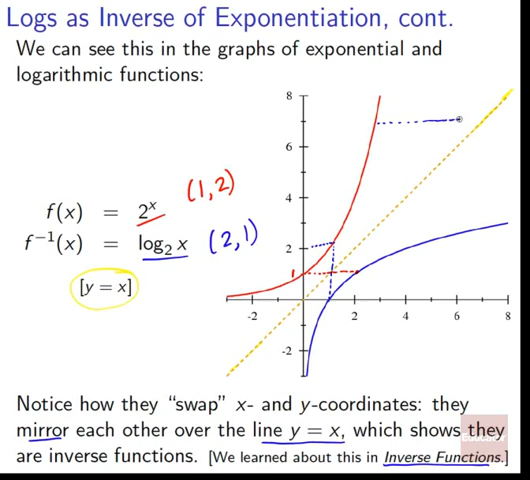 Logs as Inverse of Exponentiation, cont.
We can see this in the graphs of exponential and
logarithmic functions:
8
6
4
2
-2
1
-2
2
4
6
8
f(x) = 2ˣ (1,2)
f⁻¹(x) = log₂ x (2,1)
[y = x]
Notice how they “swap” x- and y-coordinates: they
mirror each other over the line y = x, which shows they
are inverse functions. [We learned about this in Inverse Functions.]